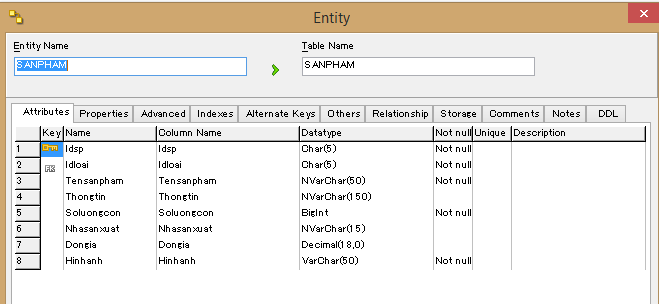 Entity
Entity Name
Table Name
SANPHAM
SANPHAM
Attributes Properties Advanced Indexes Alternate Keys Others Relationship Storage Comments Notes DDL
Key Name Column Name Datatype Not null Unique Description
1 Idsp Idsp Char(5) Not null
2 FK Idloai Idloai Char(5) Not null
3 Tensanpham Tensanpham NVarChar(50) Not null
4 Thongtin Thongtin NVarChar(150)
5 Soluongcon Soluongcon BigInt Not null
6 Nhasanxuat Nhasanxuat NVarChar(15)
7 Dongia Dongia Decimal(18,0)
8 Hinhanh Hinhanh VarChar(50) Not null